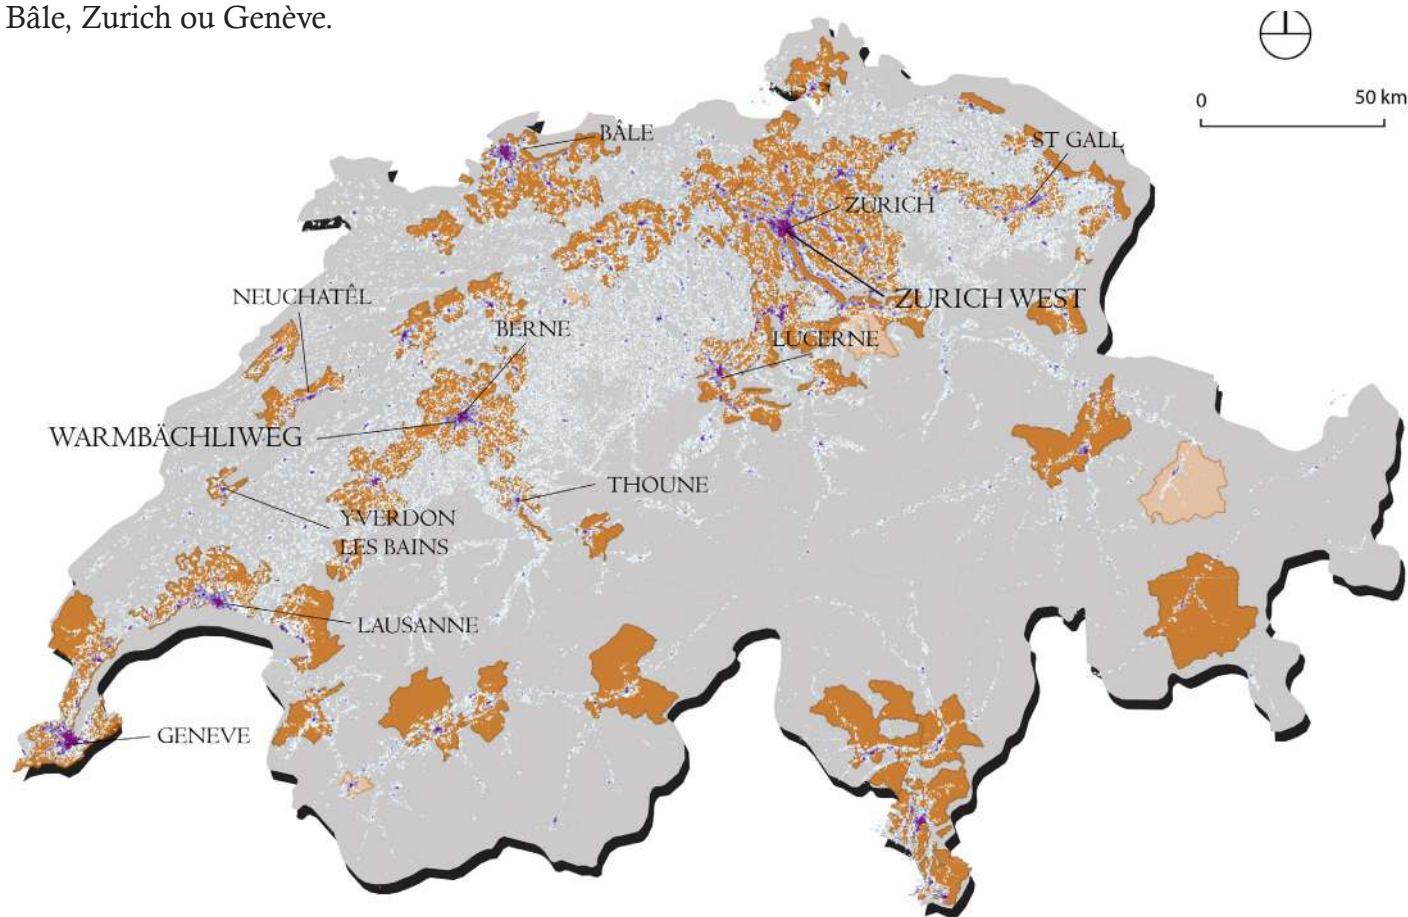 Bâle, Zurich ou Genève.
0 50 km
BÂLE
ST GALL
ZURICH
NEUCHATÊL
ZURICH WEST
BERNE
LUCERNE
WARMBÄCHLIWEG
THOUNE
YVERDON
LES BAINS
LAUSANNE
GENEVE